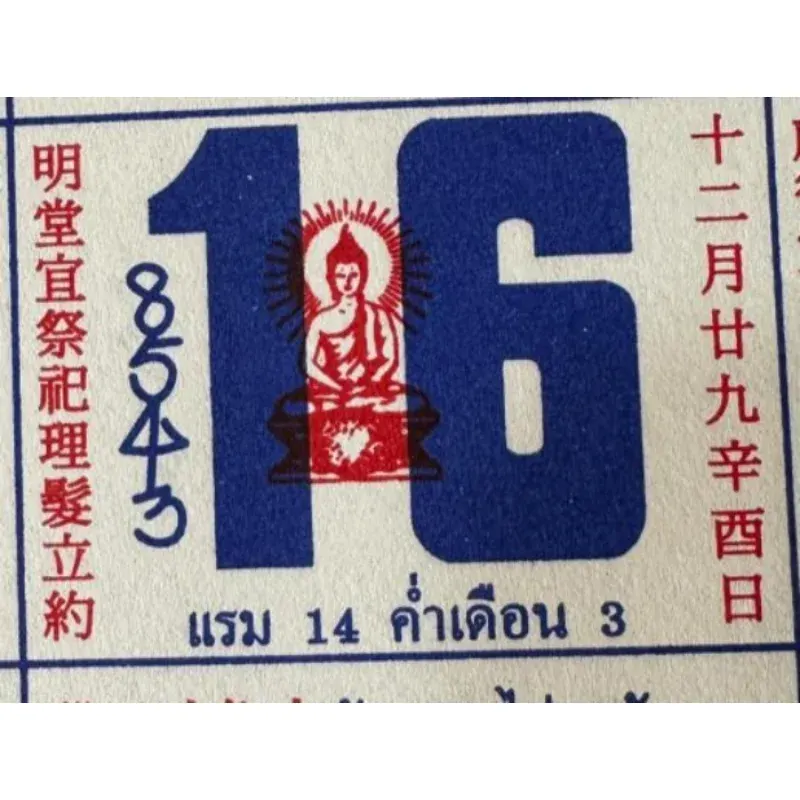 明堂宜祭祀理髮立約
8543
16
十二月廿九辛酉日
แรม 14 ค่ำเดือน 3